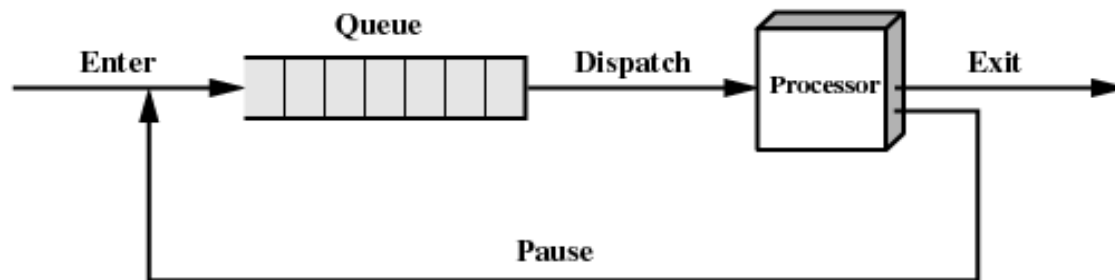 Queue
Enter
Dispatch
Processor
Exit
Pause